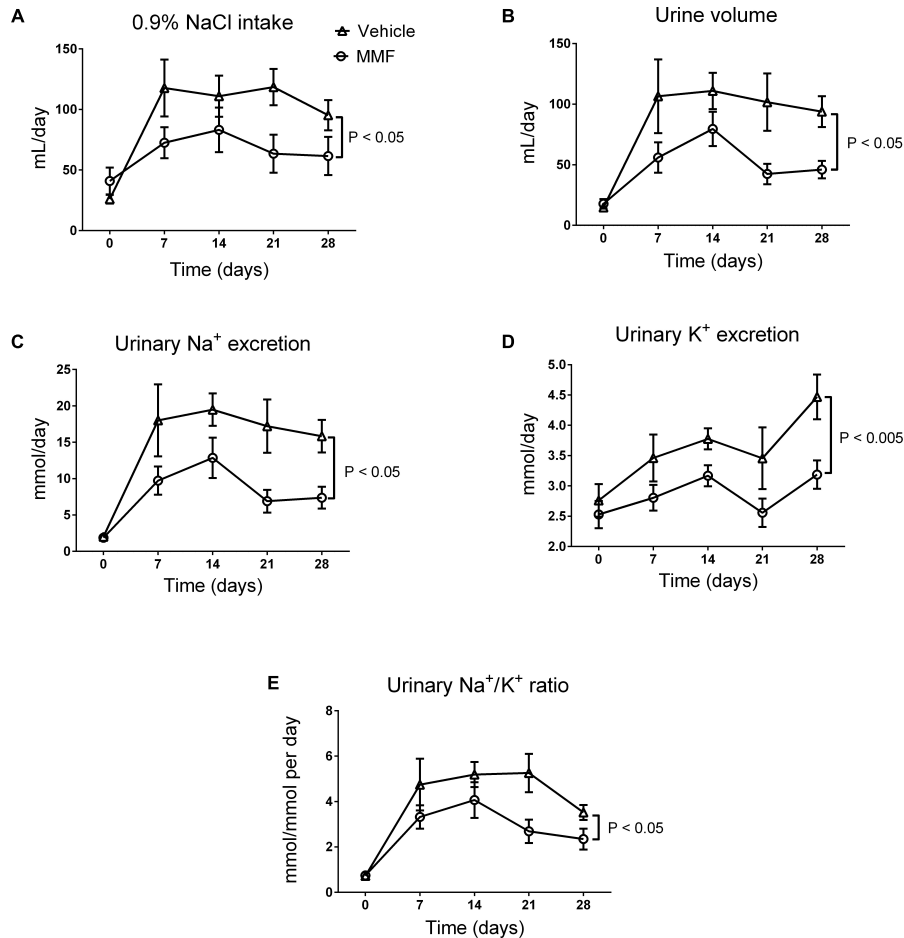 A
0.9% NaCl intake
Vehicle
MMF
150
100
50
0
mL/day
P < 0.05
0 7 14 21 28
Time (days)
B
Urine volume
150
100
50
0
mL/day
P < 0.05
0 7 14 21 28
Time (days)
C
Urinary Na⁺ excretion
25
20
15
10
5
0
mmol/day
P < 0.05
0 7 14 21 28
Time (days)
D
Urinary K⁺ excretion
5.0
4.5
4.0
3.5
3.0
2.5
2.0
mmol/day
P < 0.005
0 7 14 21 28
Time (days)
E
Urinary Na⁺/K⁺ ratio
8
6
4
2
0
mmol/mmol per day
P < 0.05
0 7 14 21 28
Time (days)